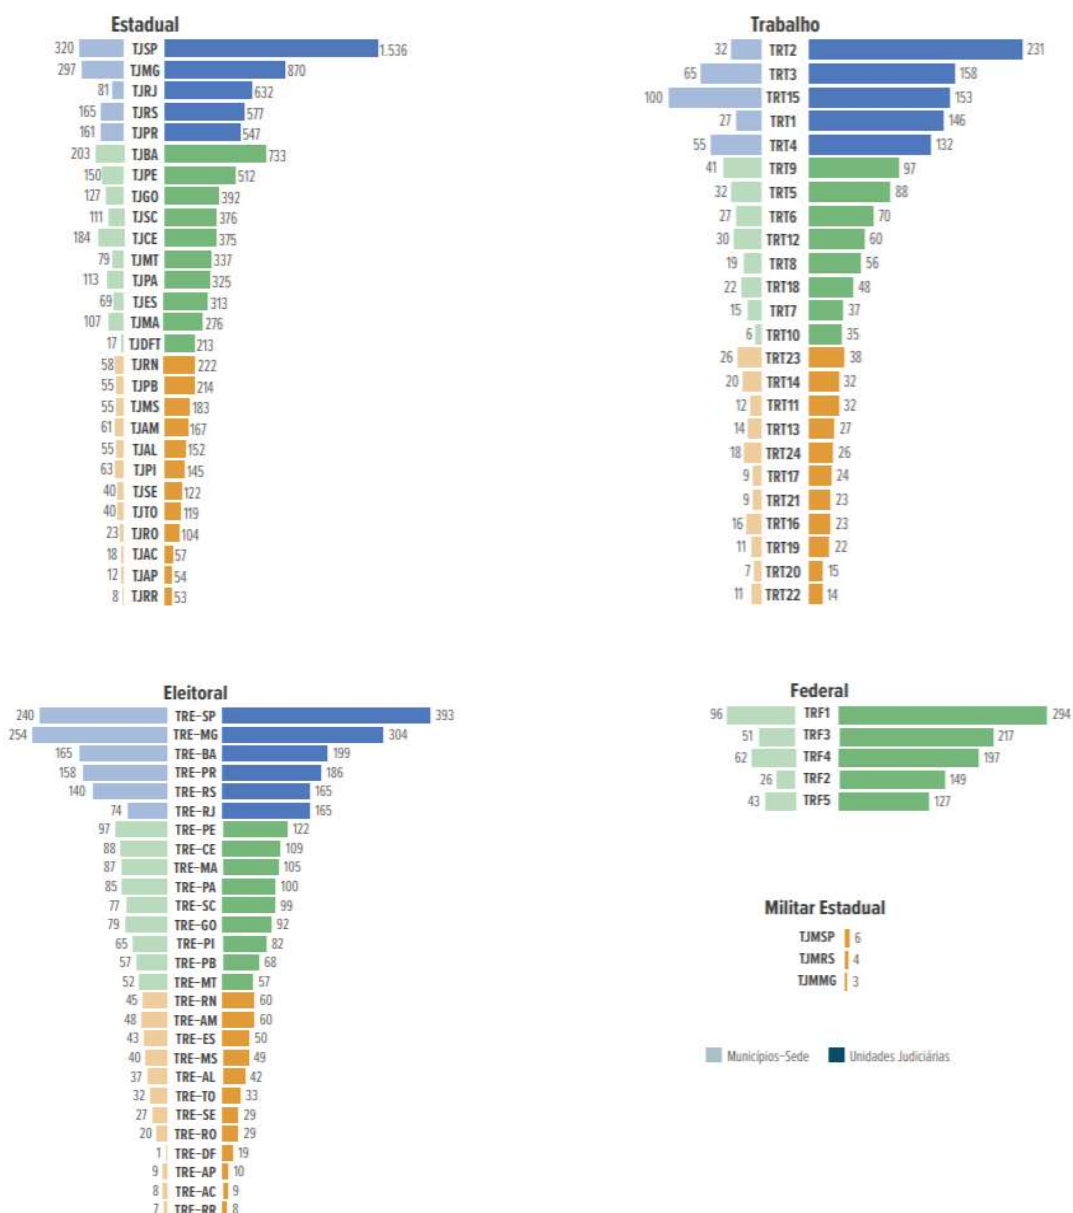 Estadual
320 TJSP 1.536
297 TJMG 870
81 TJRJ 632
165 TJRS 577
161 TJPR 547
203 TJBA 733
150 TJPE 512
127 TJGO 392
111 TJSC 376
184 TJCE 375
79 TJMT 337
113 TJPA 325
69 TJES 313
107 TJMA 276
17 TJDFT 213
58 TJRN 222
55 TJPB 214
55 TJMS 183
61 TJAM 167
55 TJAL 152
63 TJPI 145
40 TJSE 122
40 TJTO 119
23 TJRO 104
18 TJAC 57
12 TJAP 54
8 TJRR 53
Trabalho
32 TRT2 231
65 TRT3 158
100 TRT15 153
27 TRT1 146
55 TRT4 132
41 TRT9 97
32 TRT5 88
27 TRT6 70
30 TRT12 60
19 TRT8 56
22 TRT18 48
15 TRT7 37
6 TRT10 35
26 TRT23 38
20 TRT14 32
12 TRT11 32
14 TRT13 27
18 TRT24 26
9 TRT17 24
9 TRT21 23
16 TRT16 23
11 TRT19 22
7 TRT20 15
11 TRT22 14
Eleitoral
240 TRE-SP 393
254 TRE-MG 304
165 TRE-BA 199
158 TRE-PR 186
140 TRE-RS 165
74 TRE-RJ 165
97 TRE-PE 122
88 TRE-CE 109
87 TRE-MA 105
85 TRE-PA 100
77 TRE-SC 99
79 TRE-GO 92
65 TRE-PI 82
57 TRE-PB 68
52 TRE-MT 57
45 TRE-RN 60
48 TRE-AM 60
43 TRE-ES 50
40 TRE-MS 49
37 TRE-AL 42
32 TRE-TO 33
27 TRE-SE 29
20 TRE-RO 29
1 TRE-DF 19
9 TRE-AP 10
8 TRE-AC 9
7 TRE-RR 8
Federal
96 TRF1 294
51 TRF3 217
62 TRF4 197
26 TRF2 149
43 TRF5 127
Militar Estadual
TJMSP 6
TJMRS 4
TJMMG 3
Municípios-Sede Unidades Judiciárias